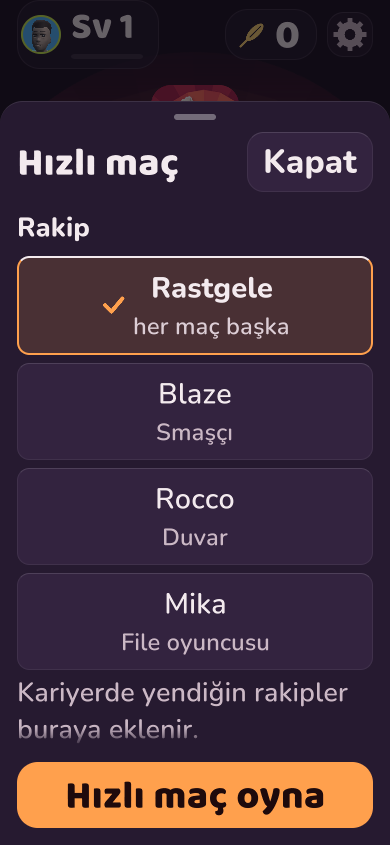 Sv 1
0
Hızlı maç
Kapat
Rakip
Rastgele
her maç başka
Blaze
Smaşçı
Rocco
Duvar
Mika
File oyuncusu
Kariyerde yendiğin rakipler
buraya eklenir.
Hızlı maç oyna